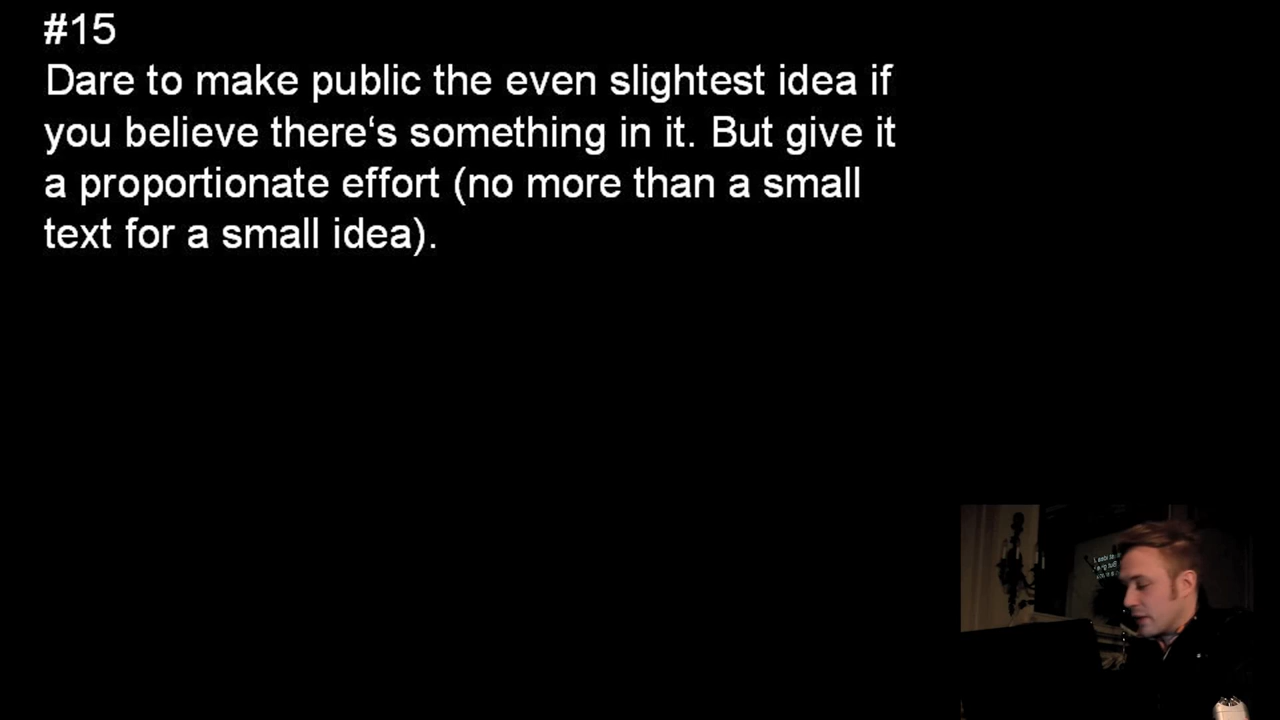 #15
Dare to make public the even slightest idea if
you believe there‘s something in it. But give it
a proportionate effort (no more than a small
text for a small idea).